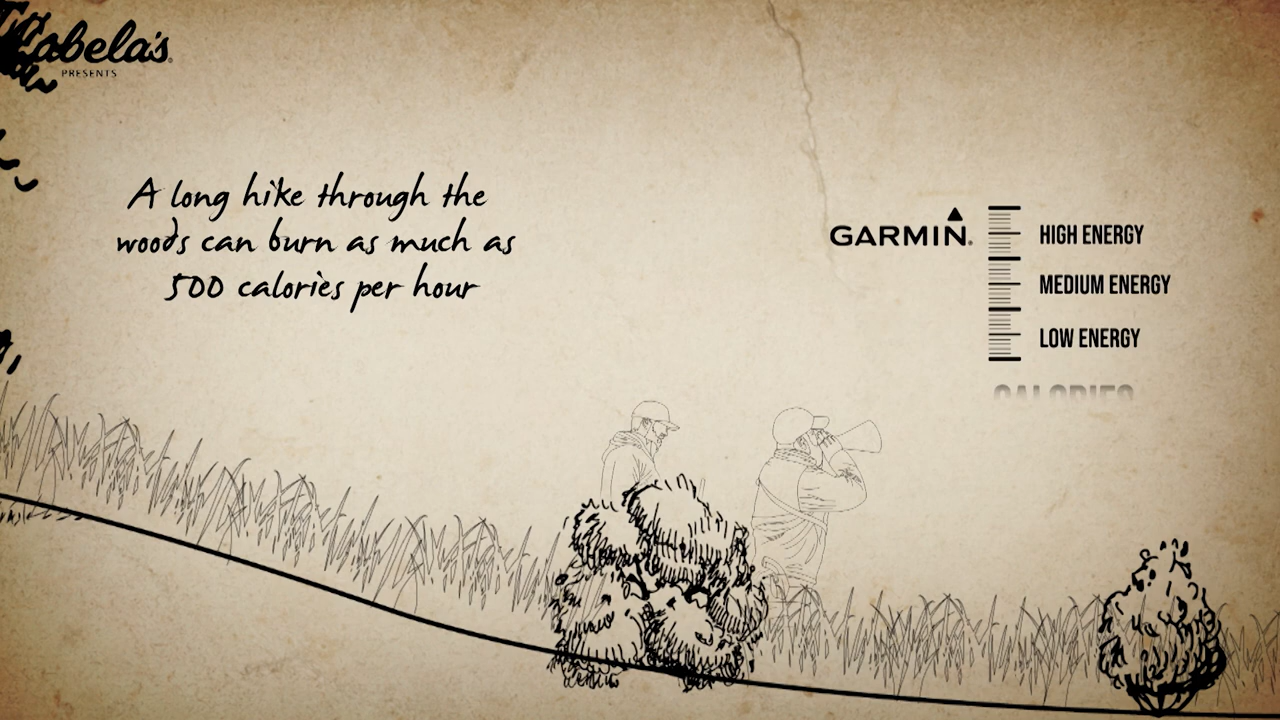 Cabela's
PRESENTS
A long hike through the
woods can burn as much as
500 calories per hour
GARMIN
HIGH ENERGY
MEDIUM ENERGY
LOW ENERGY
CALORIES